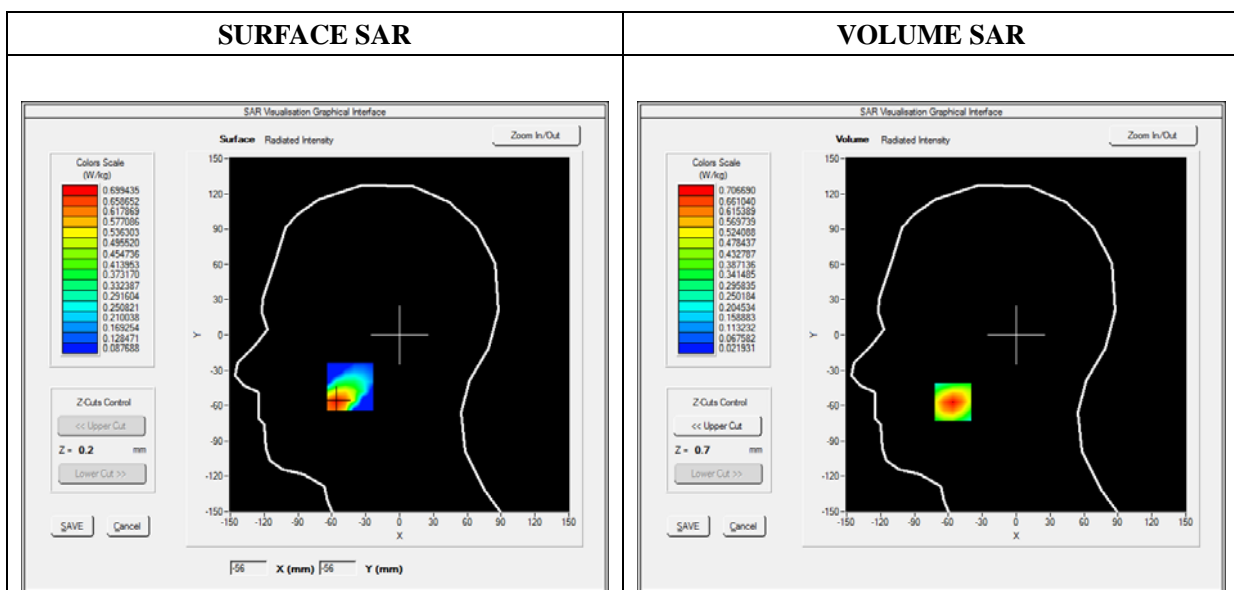 SURFACE SAR
SAR Visualisation Graphical Interface
Surface Radiated Intensity
Zoom In/Out
Colors Scale
(W/kg)
0.699435
0.658652
0.617869
0.577086
0.536303
0.495520
0.454736
0.413953
0.373170
0.332387
0.291604
0.250821
0.210038
0.169254
0.128471
0.087688
Z-Cuts Control
<< Upper Cut
Z = 0.2 mm
Lower Cut >>
SAVE Cancel
150
120
90
60
30
0
-30
-60
-90
-120
-150
Y
-150 -120 -90 -60 -30 0 30 60 90 120 150
X
-56 X (mm) -56 Y (mm)
VOLUME SAR
SAR Visualisation Graphical Interface
Volume Radiated Intensity
Zoom In/Out
Colors Scale
(W/kg)
0.706690
0.661040
0.615389
0.569739
0.524088
0.478437
0.432787
0.387136
0.341485
0.295835
0.250184
0.204534
0.158883
0.113232
0.067582
0.021931
Z-Cuts Control
<< Upper Cut
Z = 0.7 mm
Lower Cut >>
SAVE Cancel
150
120
90
60
30
0
-30
-60
-90
-120
-150
Y
-150 -120 -90 -60 -30 0 30 60 90 120 150
X